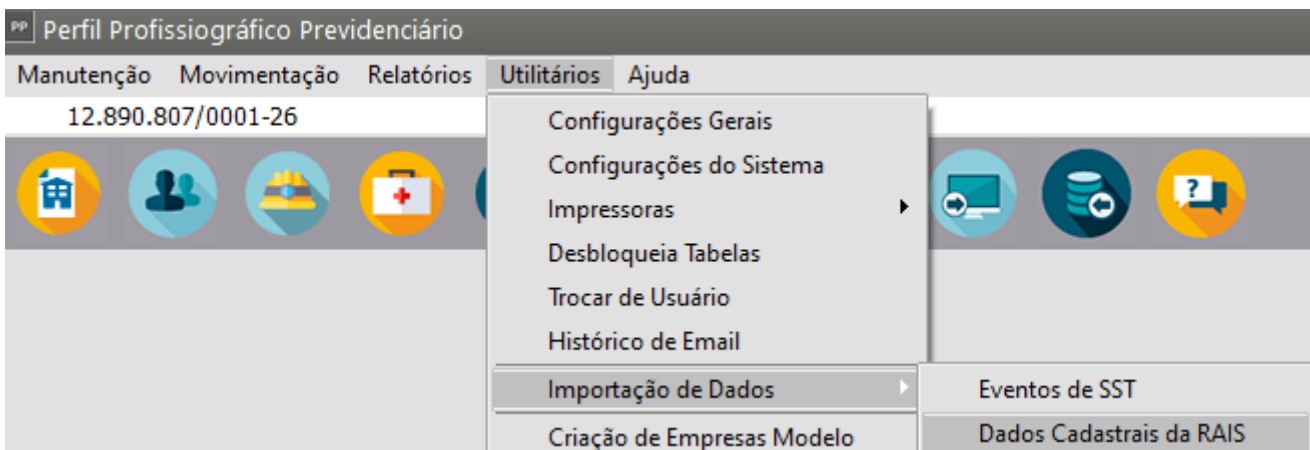 PP Perfil Profissiográfico Previdenciário
Manutenção Movimentação Relatórios Utilitários Ajuda
12.890.807/0001-26
Configurações Gerais
Configurações do Sistema
Impressoras
Desbloqueia Tabelas
Trocar de Usuário
Histórico de Email
Importação de Dados Eventos de SST
Criação de Empresas Modelo Dados Cadastrais da RAIS
?